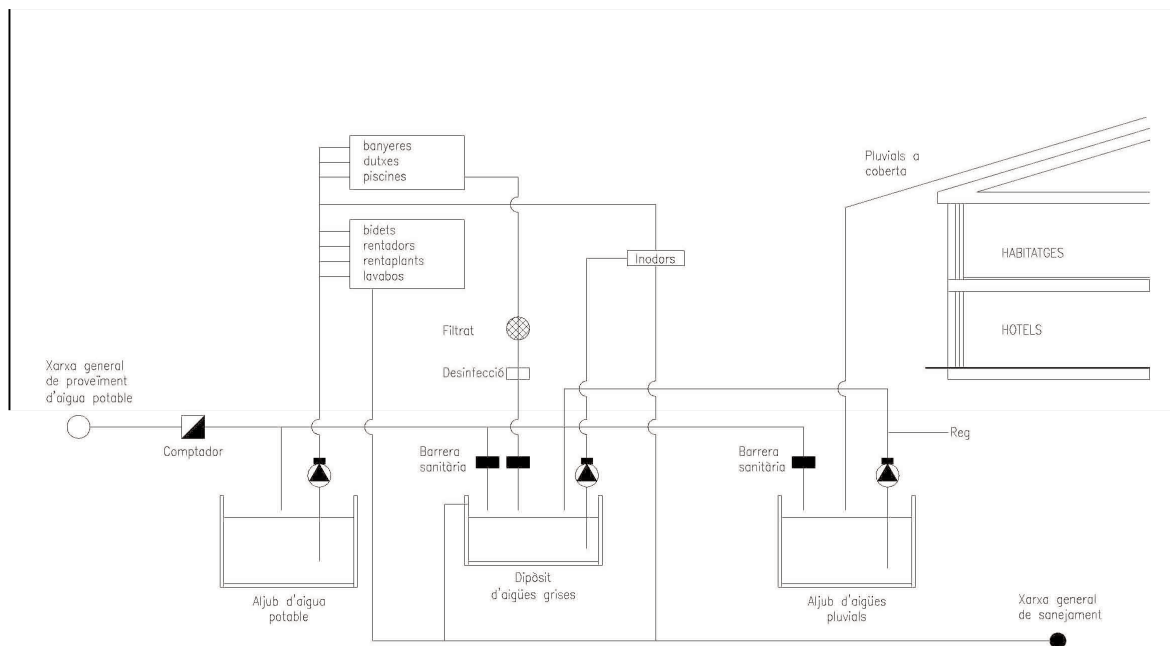 banyeres
dutxes
piscines
bidets
rentadors
rentaplants
lavabos
Pluvials a
coberta
HABITATGES
HOTELS
Inodors
Filtrat
Desinfecció
Xarxa general
de proveïment
d'aigua potable
Comptador
Barrera
sanitària
Barrera
sanitària
Reg
Aljub d'aigua
potable
Dipòsit
d'aigües grises
Aljub d'aigües
pluvials
Xarxa general
de sanejament